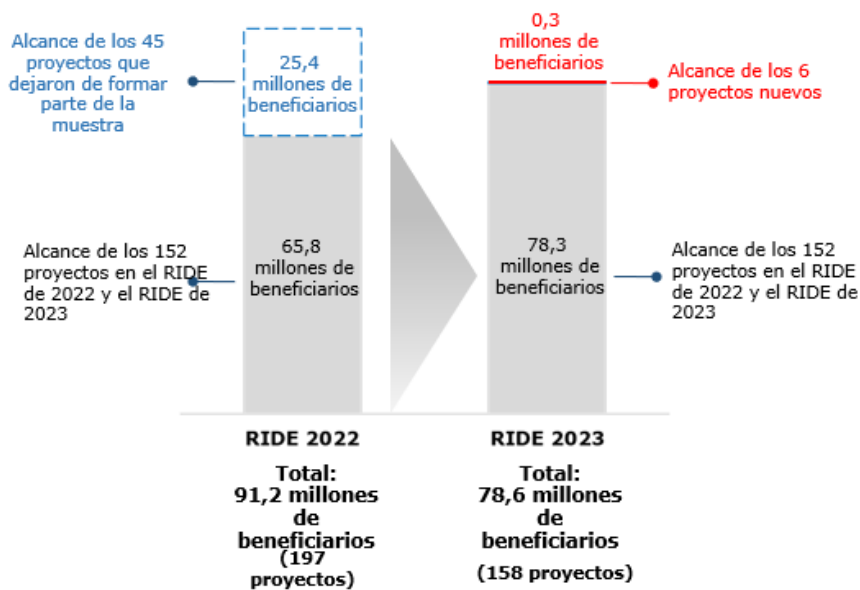 Alcance de los 45
proyectos que
dejaron de formar
parte de la
muestra
25,4
millones de
beneficiarios
0,3
millones de
beneficiarios
Alcance de los 6
proyectos nuevos
Alcance de los 152
proyectos en el RIDE
de 2022 y el RIDE de
2023
65,8
millones de
beneficiarios
78,3
millones de
beneficiarios
Alcance de los 152
proyectos en el RIDE
de 2022 y el RIDE de
2023
RIDE 2022
Total:
91,2 millones
de
beneficiarios
(197
proyectos)
RIDE 2023
Total:
78,6 millones
de
beneficiarios
(158 proyectos)